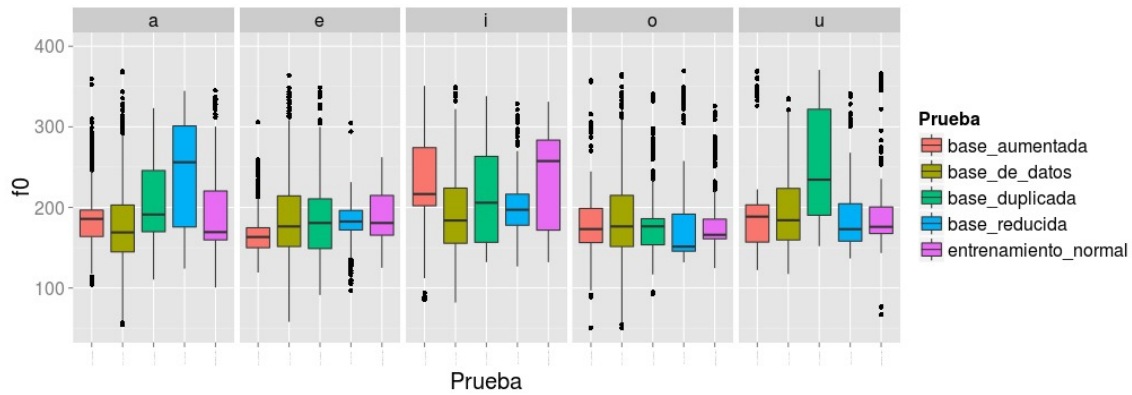 a e i o u
400
300
200
100
f0
Prueba
Prueba
base_aumentada
base_de_datos
base_duplicada
base_reducida
entrenamiento_normal